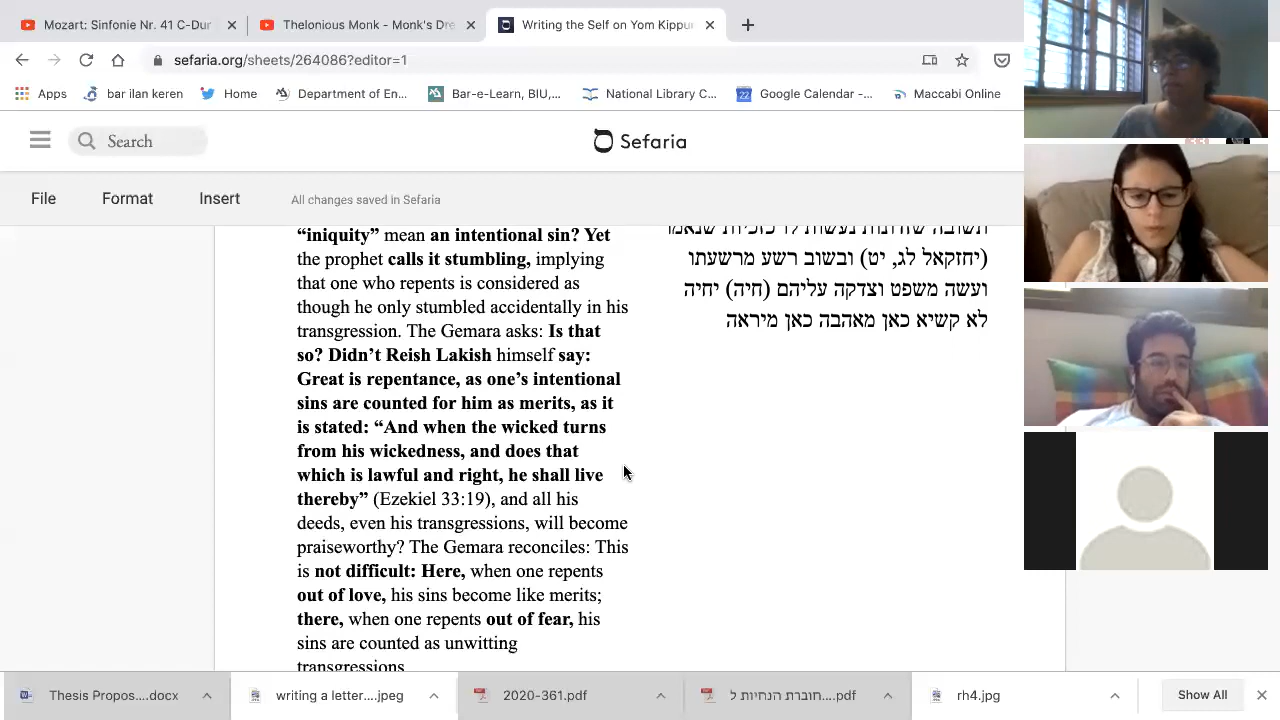 Mozart: Sinfonie Nr. 41 C-Dur
Thelonious Monk - Monk's Dre
Writing the Self on Yom Kippur
sefaria.org/sheets/264086?editor=1
Apps
bar ilan keren
Home
Department of En...
Bar-e-Learn, BIU,...
National Library C...
22
Google Calendar -...
Maccabi Online
Search
Sefaria
File
Format
Insert
All changes saved in Sefaria
“iniquity” mean an intentional sin? Yet
the prophet calls it stumbling, implying
that one who repents is considered as
though he only stumbled accidentally in his
transgression. The Gemara asks: Is that
so? Didn’t Reish Lakish himself say:
Great is repentance, as one’s intentional
sins are counted for him as merits, as it
is stated: “And when the wicked turns
from his wickedness, and does that
which is lawful and right, he shall live
thereby” (Ezekiel 33:19), and all his
deeds, even his transgressions, will become
praiseworthy? The Gemara reconciles: This
is not difficult: Here, when one repents
out of love, his sins become like merits;
there, when one repents out of fear, his
sins are counted as unwitting
transgressions.
תשובה שזדונות נעשות לו כזכיות שנאמר
(יחזקאל לג, יט) ובשוב רשע מרשעתו
ועשה משפט וצדקה עליהם (חיה) יחיה
לא קשיא כאן מאהבה כאן מיראה
Thesis Propos....docx
writing a letter....jpeg
2020-361.pdf
חוברת הנחיות ל....pdf
rh4.jpg
Show All